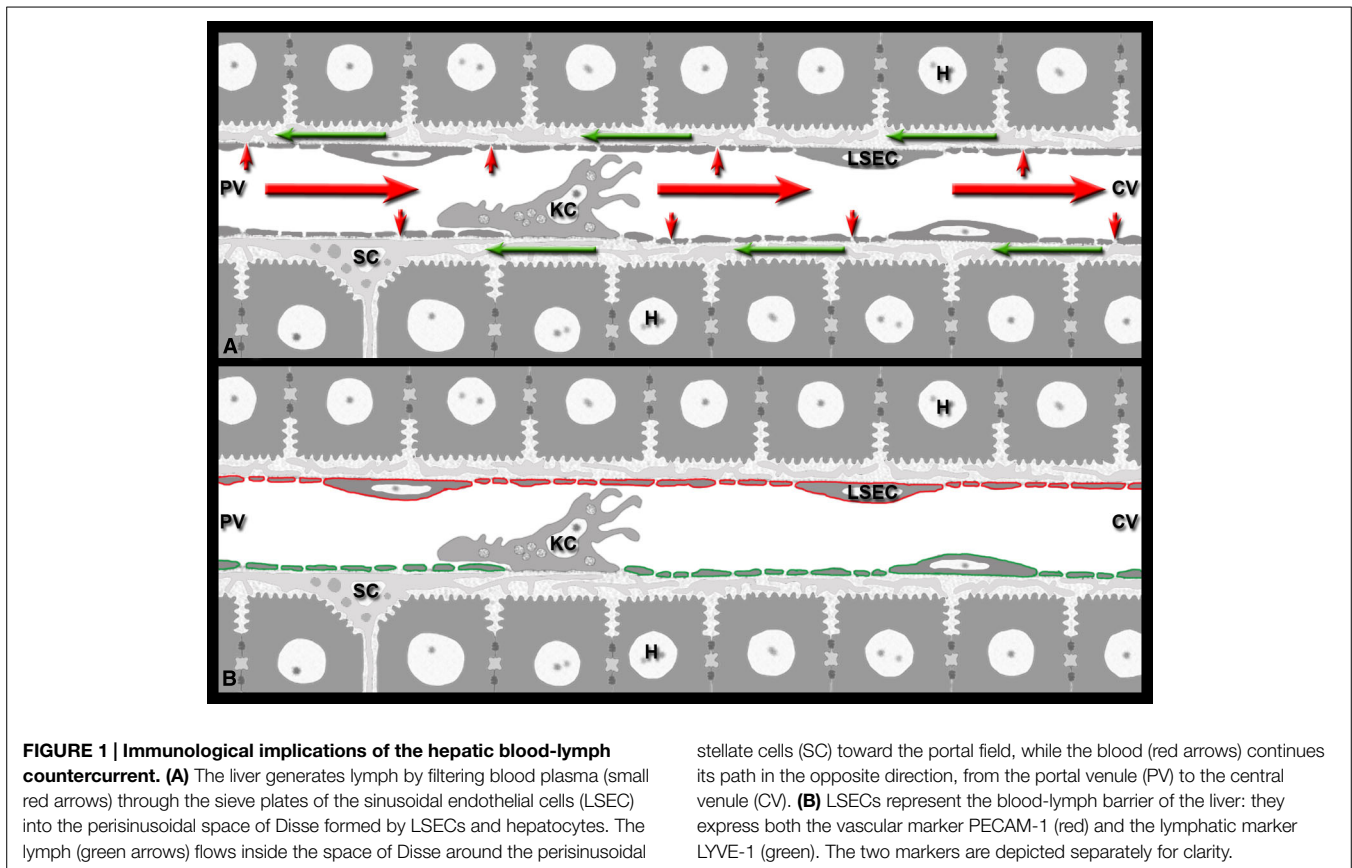 H
LSEC
PV
CV
KC
SC
H
A
H
LSEC
PV
CV
KC
SC
H
B
FIGURE 1 | Immunological implications of the hepatic blood-lymph
countercurrent. (A) The liver generates lymph by filtering blood plasma (small
red arrows) through the sieve plates of the sinusoidal endothelial cells (LSEC)
into the perisinusoidal space of Disse formed by LSECs and hepatocytes. The
lymph (green arrows) flows inside the space of Disse around the perisinusoidal
stellate cells (SC) toward the portal field, while the blood (red arrows) continues
its path in the opposite direction, from the portal venule (PV) to the central
venule (CV). (B) LSECs represent the blood-lymph barrier of the liver: they
express both the vascular marker PECAM-1 (red) and the lymphatic marker
LYVE-1 (green). The two markers are depicted separately for clarity.